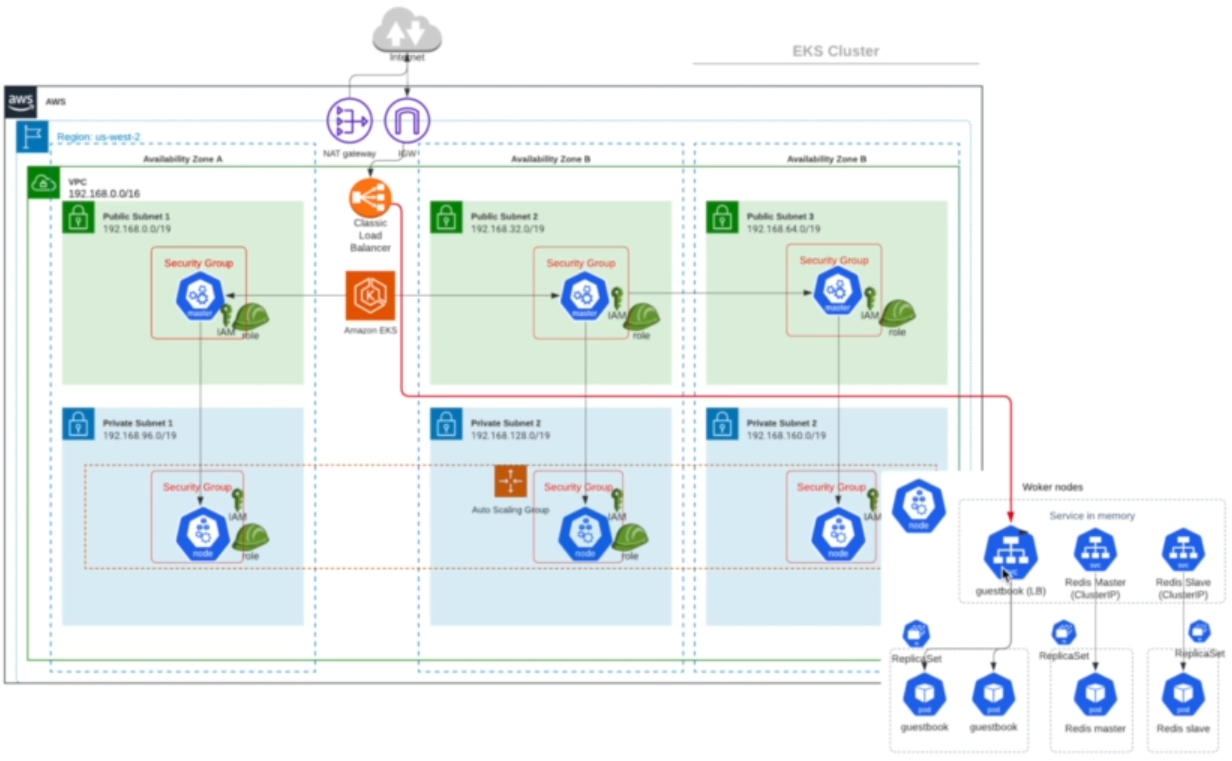 Internet
EKS Cluster
aws
AWS
Region: us-west-2
NAT gateway
IGW
Availability Zone A
Availability Zone B
Availability Zone B
VPC
192.168.0.0/16
Classic
Load
Balancer
Public Subnet 1
192.168.0.0/19
Public Subnet 2
192.168.32.0/19
Public Subnet 3
192.168.64.0/19
Security Group
master
IAM
role
Amazon EKS
Security Group
master
IAM
role
Security Group
master
IAM
role
Private Subnet 1
192.168.96.0/19
Private Subnet 2
192.168.128.0/19
Private Subnet 2
192.168.160.0/19
Security Group
IAM
node
role
Auto Scaling Group
Security Group
IAM
node
role
Security Group
IAM
node
node
Woker nodes
Service in memory
guestbook (LB)
svc
Redis Master
(ClusterIP)
svc
Redis Slave
(ClusterIP)
ReplicaSet
ReplicaSet
ReplicaSet
pod
guestbook
pod
guestbook
pod
Redis master
pod
Redis slave